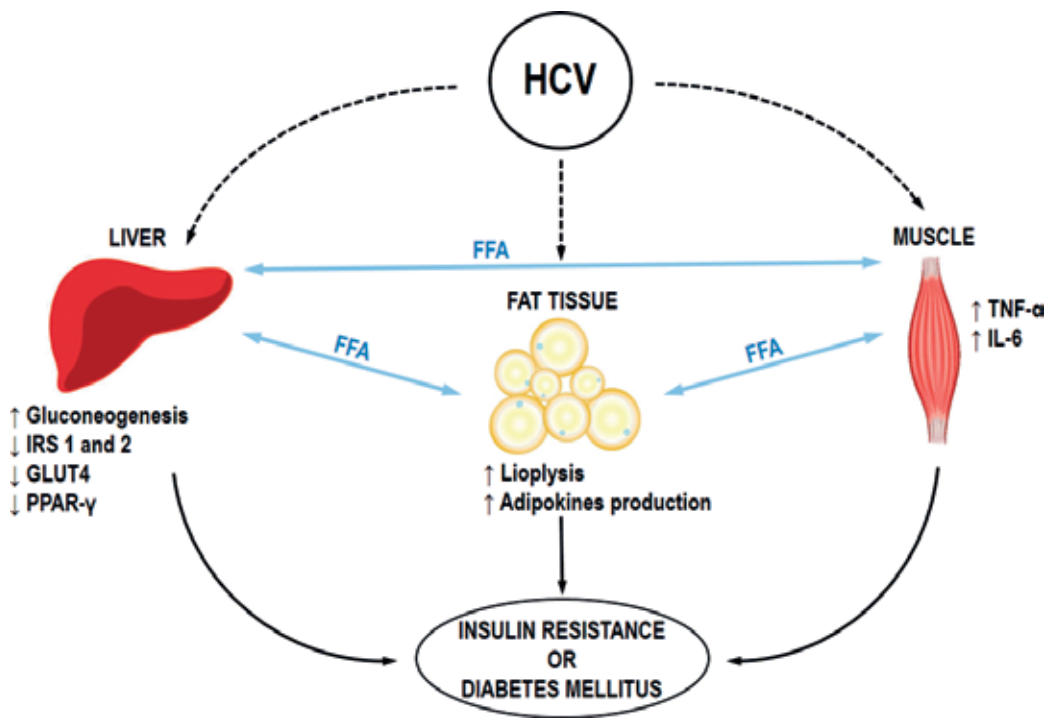 HCV
LIVER
MUSCLE
FFA
FAT TISSUE
↑ TNF-α
↑ IL-6
FFA
FFA
↑ Gluconeogenesis
↓ IRS 1 and 2
↓ GLUT4
↓ PPAR-γ
↑ Lioplysis
↑ Adipokines production
INSULIN RESISTANCE
OR
DIABETES MELLITUS